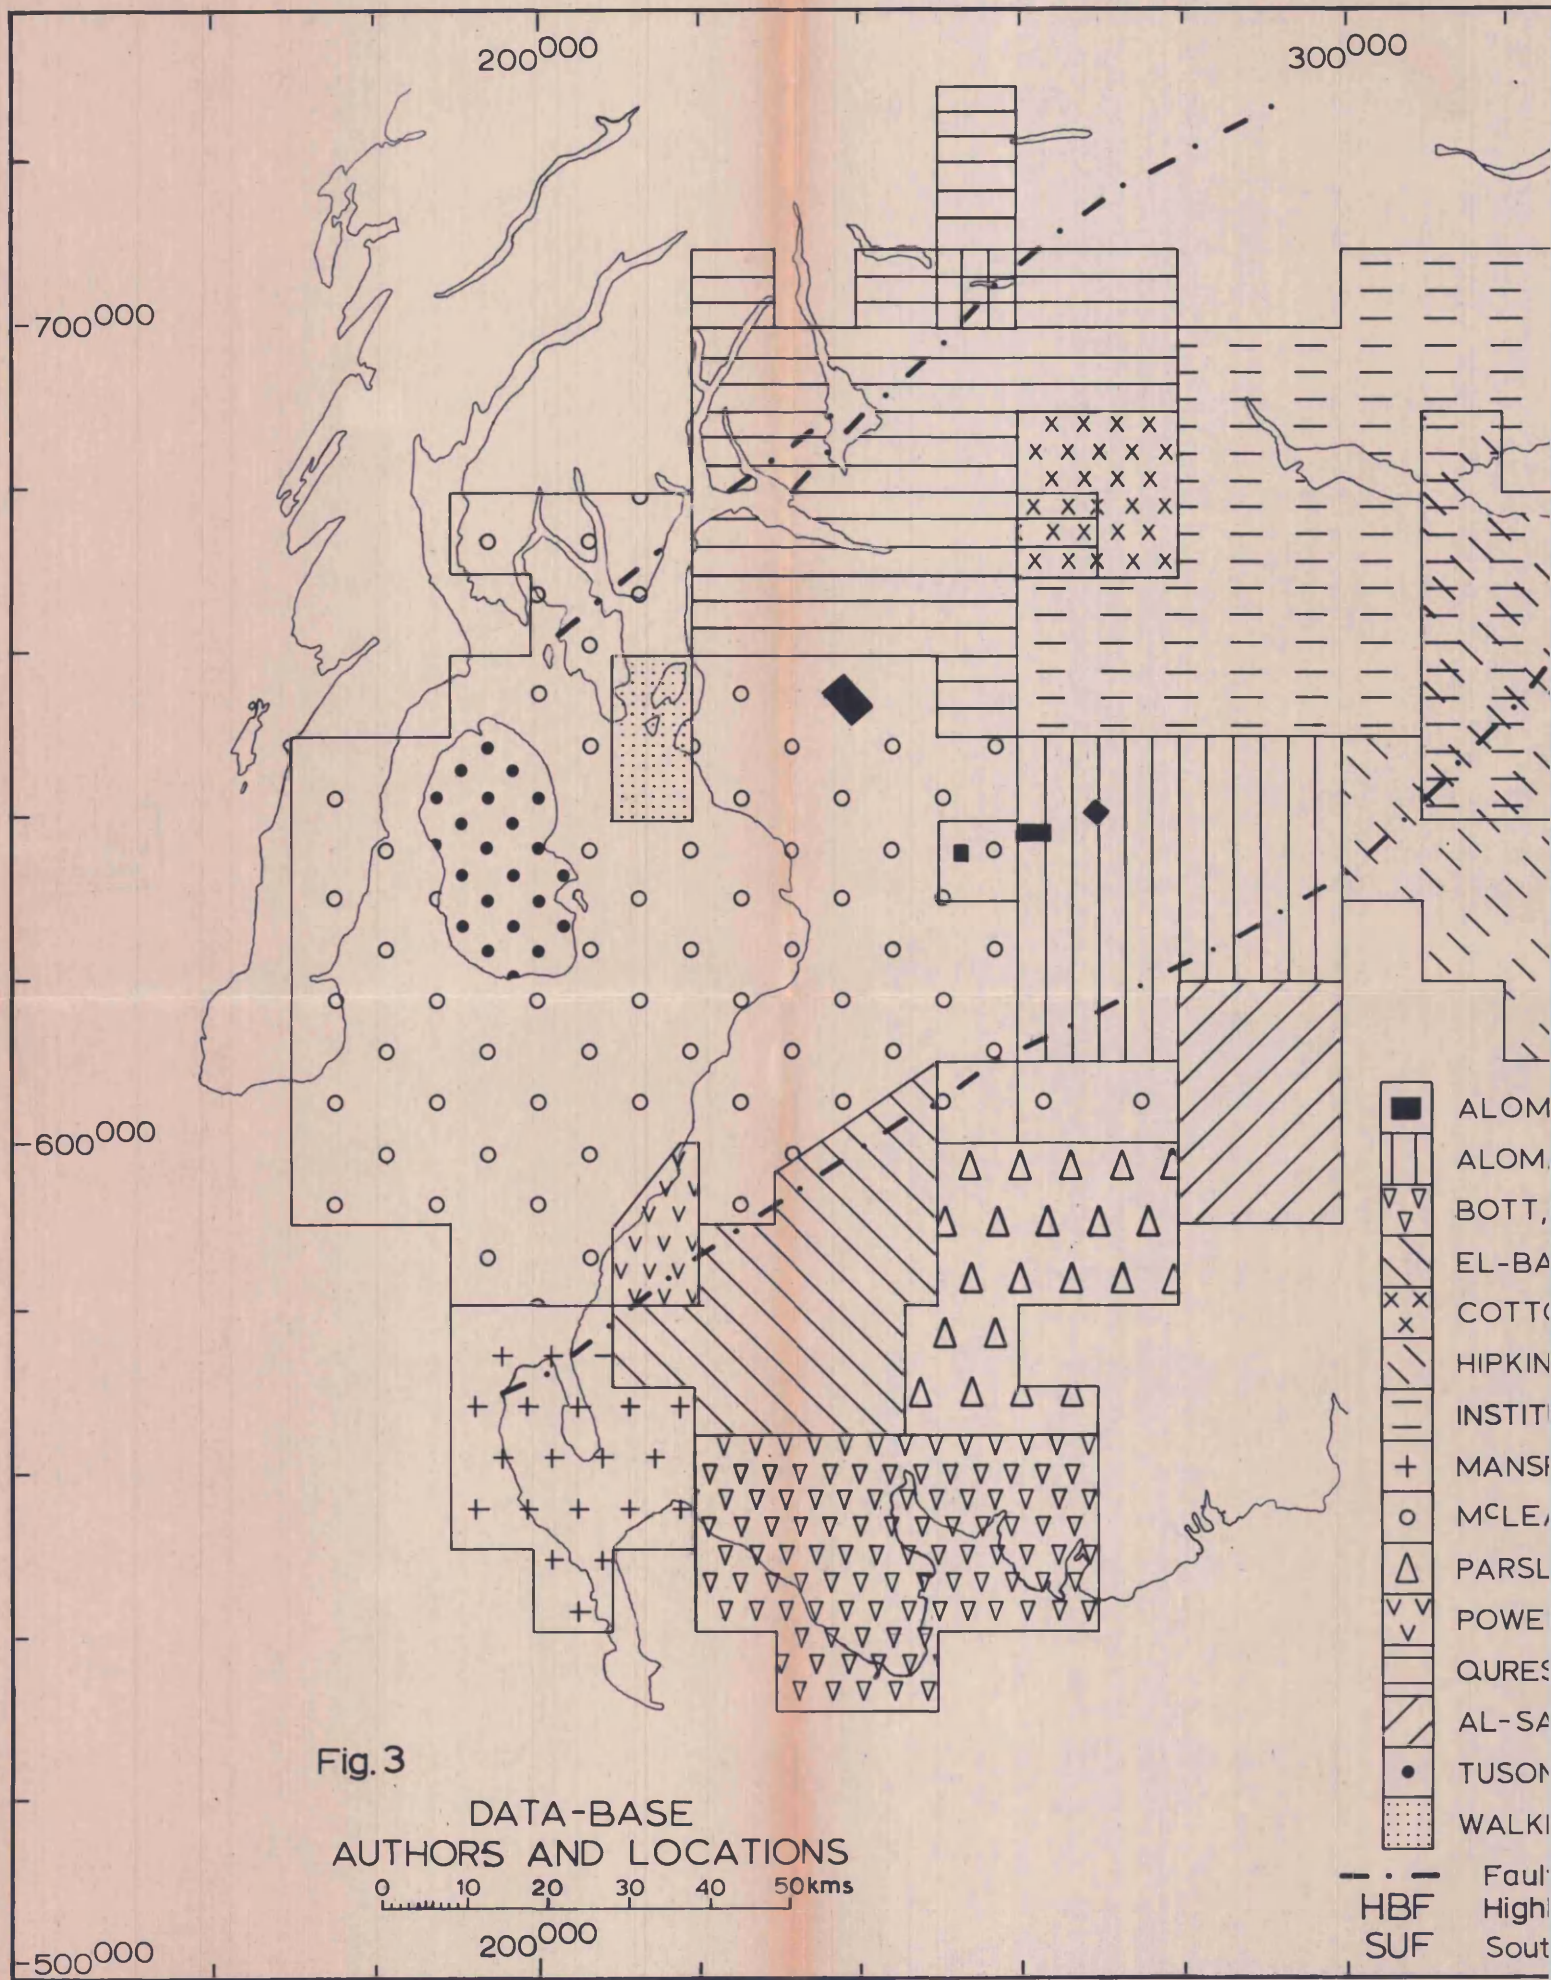 200000
300000
-700000
-600000
ALOM
ALOM.
BOTT,
EL-BA
COTT
HIPKIN
INSTIT
MANSF
MCLEA
PARSL
POWE
QURES
AL-SA
TUSON
WALKI
Faul
HBF High
SUF Sout
Fig. 3
DATA-BASE
AUTHORS AND LOCATIONS
0 10 20 30 40 50kms
200000
-500000